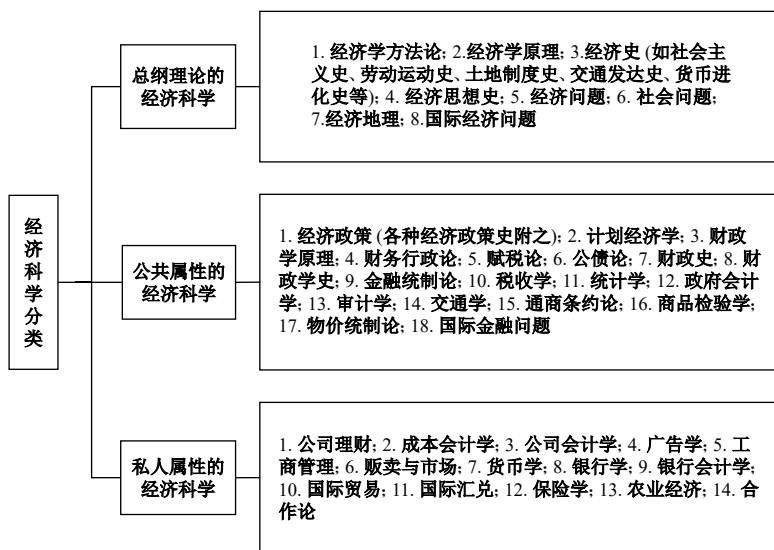 经
济
科
学
分
类
总纲理论的
经济科学
1. 经济学方法论; 2.经济学原理; 3.经济史 (如社会主
义史、劳动运动史、土地制度史、交通发达史、货币进
化史等); 4. 经济思想史; 5. 经济问题; 6. 社会问题;
7.经济地理; 8.国际经济问题
公共属性的
经济科学
1. 经济政策 (各种经济政策史附之); 2. 计划经济学; 3. 财政
学原理; 4. 财务行政论; 5. 赋税论; 6. 公债论; 7. 财政史; 8. 财
政学史; 9. 金融统制论; 10. 税收学; 11. 统计学; 12. 政府会计
学; 13. 审计学; 14. 交通学; 15. 通商条约论; 16. 商品检验学;
17. 物价统制论; 18. 国际金融问题
私人属性的
经济科学
1. 公司理财; 2. 成本会计学; 3. 公司会计学; 4. 广告学; 5. 工
商管理; 6. 贩卖与市场; 7. 货币学; 8. 银行学; 9. 银行会计学;
10. 国际贸易; 11. 国际汇兑; 12. 保险学; 13. 农业经济; 14. 合
作论